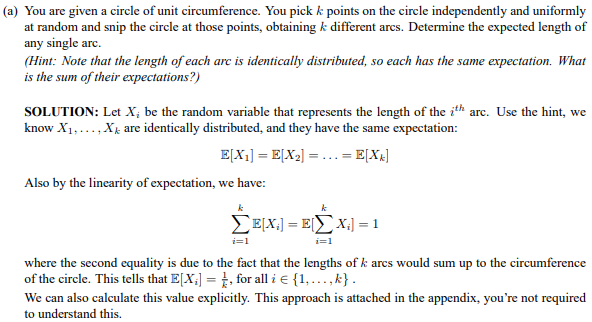 (a) You are given a circle of unit circumference. You pick k points on the circle independently and uniformly
at random and snip the circle at those points, obtaining k different arcs. Determine the expected length of
any single arc.
(Hint: Note that the length of each arc is identically distributed, so each has the same expectation. What
is the sum of their expectations?)
SOLUTION: Let X_i be the random variable that represents the length of the i^{th} arc. Use the hint, we
know X_1, . . . , X_k are identically distributed, and they have the same expectation:
𝔼[X_1] = 𝔼[X_2] = . . . = 𝔼[X_k]
Also by the linearity of expectation, we have:
\sum_{i=1}^{k} 𝔼[X_i] = 𝔼[\sum_{i=1}^{k} X_i] = 1
where the second equality is due to the fact that the lengths of k arcs would sum up to the circumference
of the circle. This tells that 𝔼[X_i] = \frac{1}{k}, for all i ∈ {1, . . . , k} .
We can also calculate this value explicitly. This approach is attached in the appendix, you're not required
to understand this.